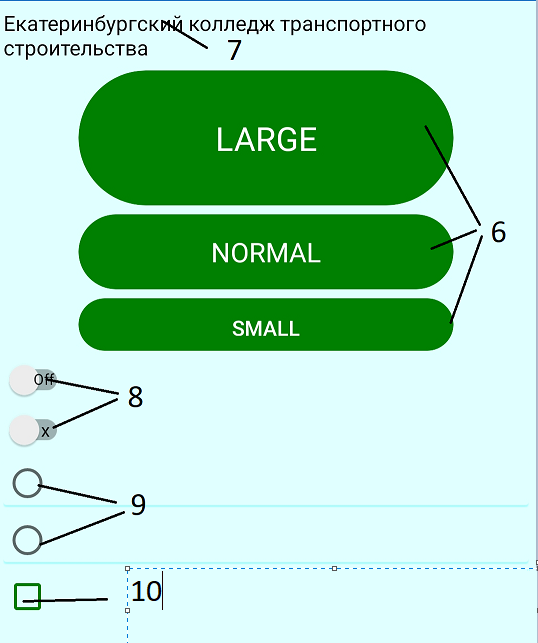 Екатеринбургский колледж транспортного
строительства
7
LARGE
NORMAL
6
SMALL
Off
8
x
9
10